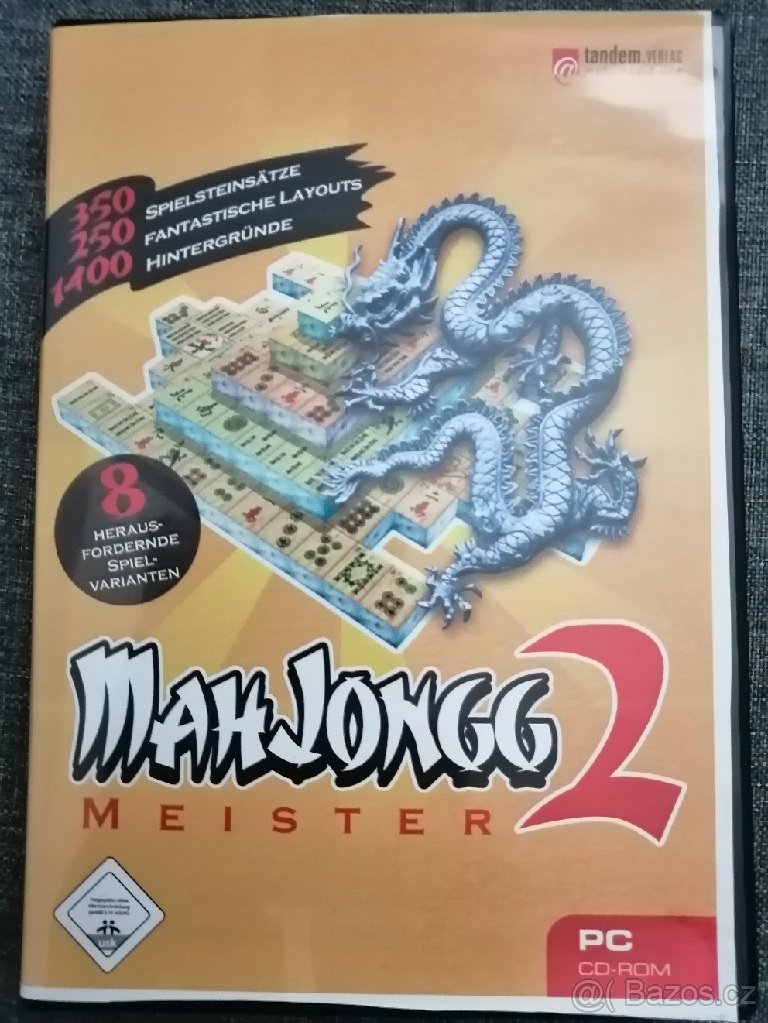 tandem.VERLAG
350 SPIELSTEINSÄTZE
250 FANTASTISCHE LAYOUTS
1400 HINTERGRÜNDE
8
HERAUS-
FORDERNDE
SPIEL-
VARIANTEN
MAHJONGG 2
MEISTER
usk
PC
CD-ROM
@( Bazos.cz